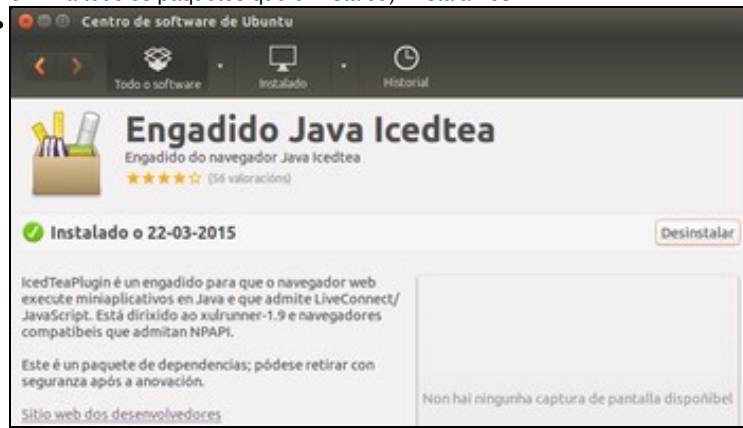 Centro de software de Ubuntu
Todo o software
Instalado
Historial
Engadido Java Icedtea
Engadido do navegador Java Icedtea
(56 valoracións)
Instalado o 22-03-2015
Desinstalar
IcedTeaPlugin é un engadido para que o navegador web
execute miniaplicativos en Java e que admite LiveConnect/
JavaScript. Está dirixido ao xulrunner-1.9 e navegadores
compatíbeis que admitan NPAPI.
Este é un paquete de dependencias; pódese retirar con
seguranza após a anovación.
Sitio web dos desenvolvedores
Non hai ningunha captura de pantalla dispoñíbel